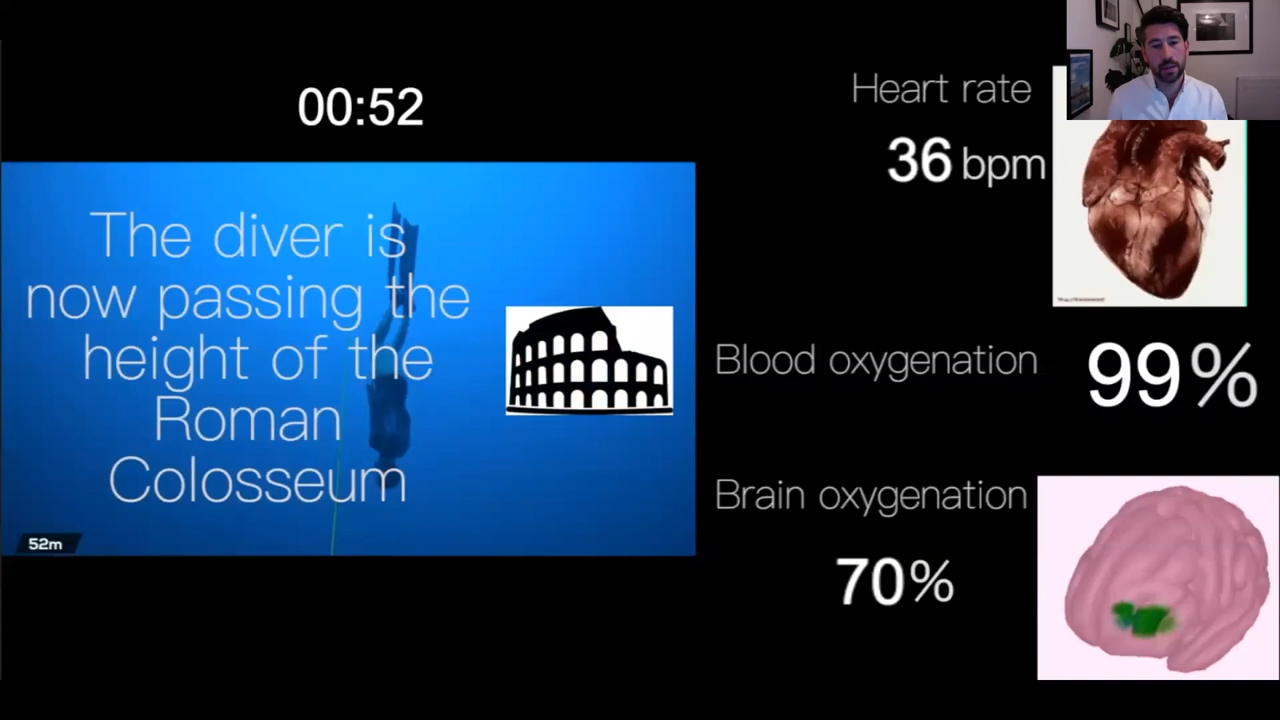 00:52
The diver is
now passing the
height of the
Roman
Colosseum
52m
Heart rate
36 bpm
Blood oxygenation
99%
Brain oxygenation
70%